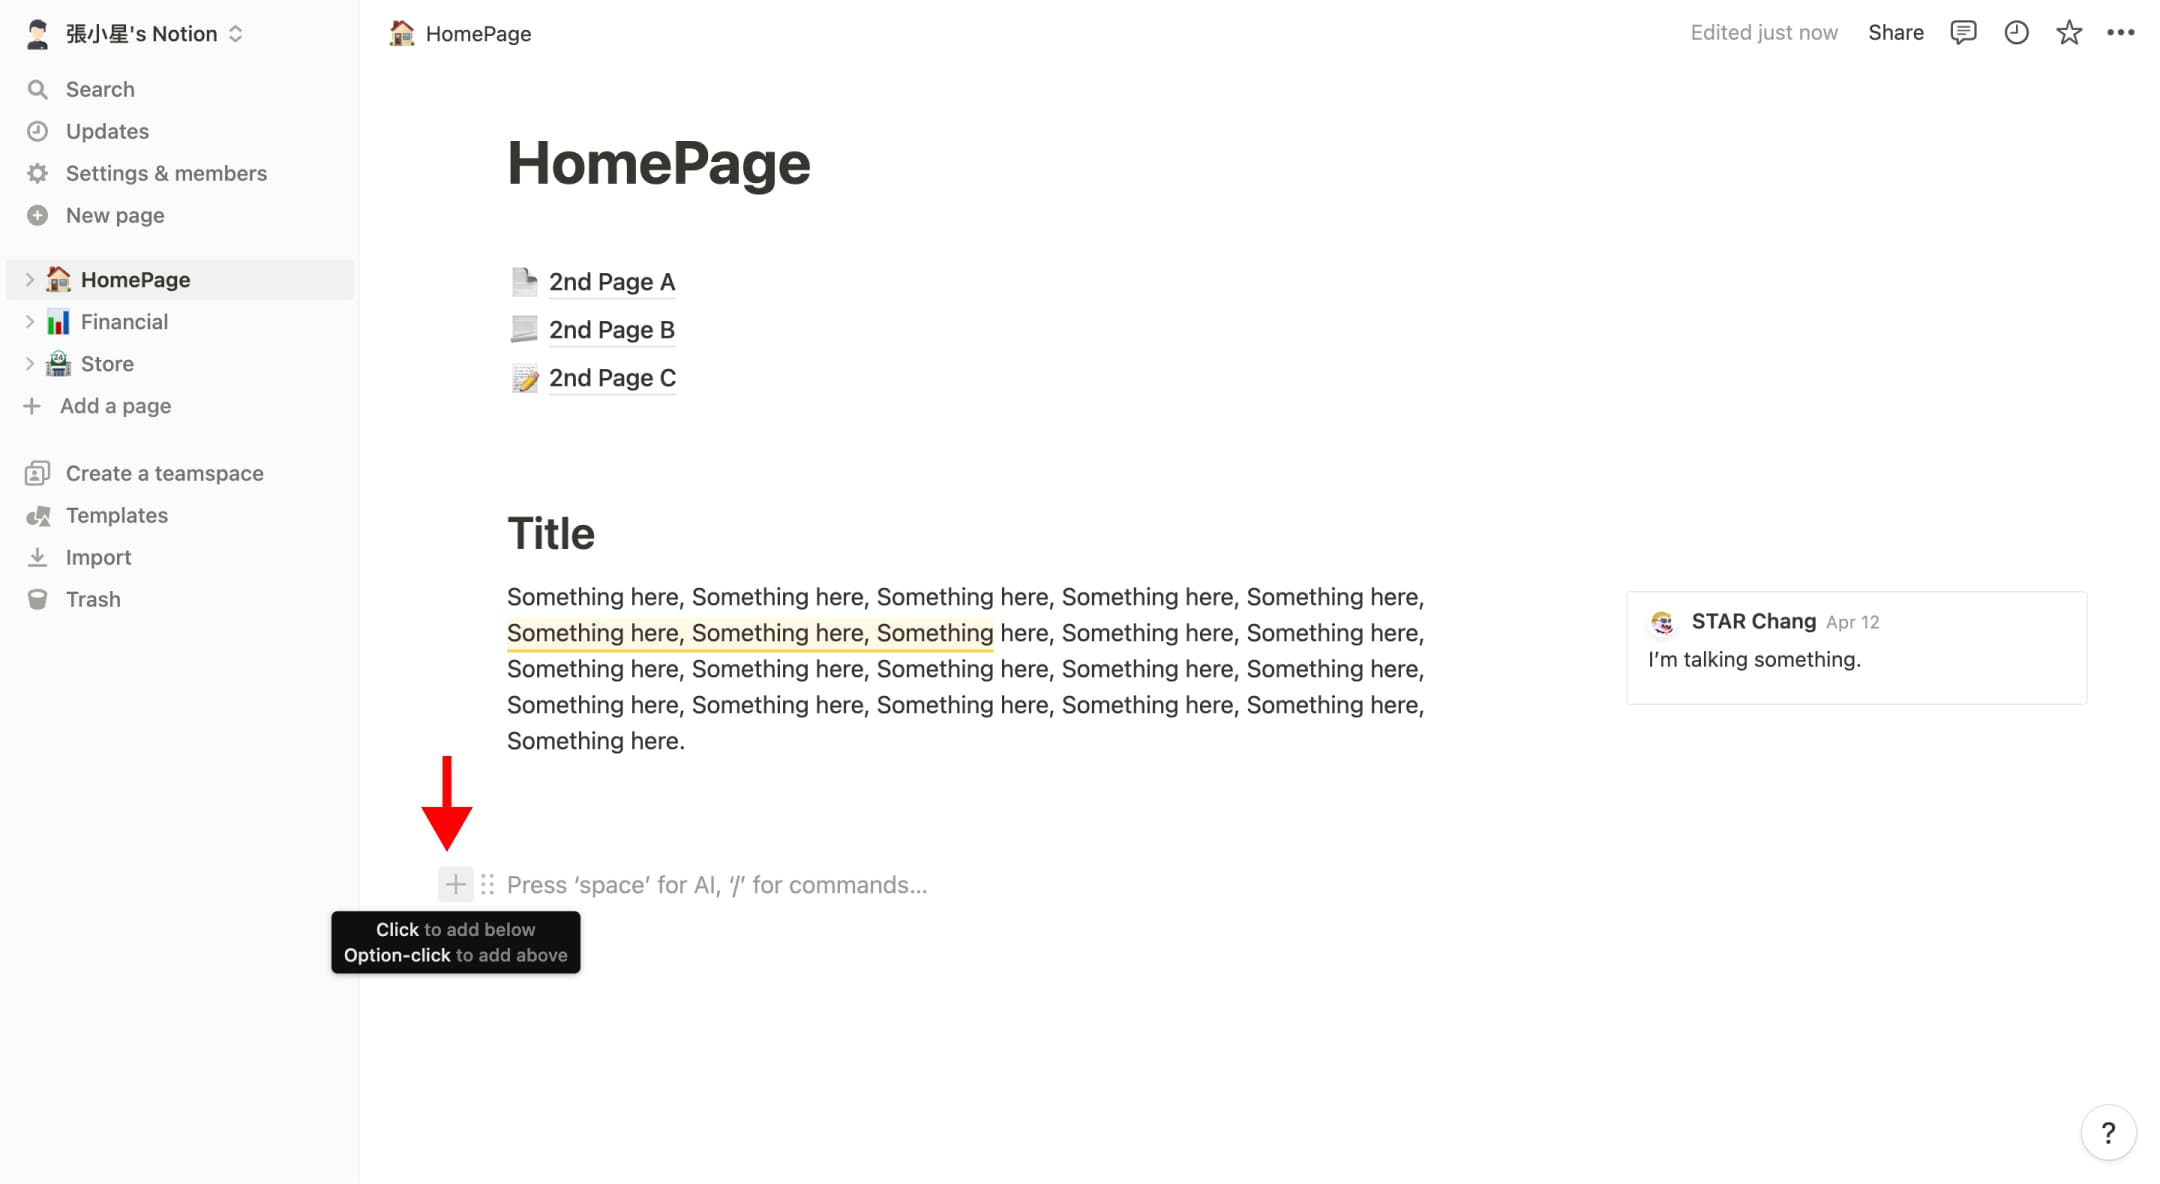 張小星's Notion
Search
Updates
Settings & members
New page
HomePage
Financial
24
Store
Add a page
Create a teamspace
Templates
Import
Trash
HomePage
Edited just now
Share
HomePage
2nd Page A
2nd Page B
2nd Page C
Title
Something here, Something here, Something here, Something here, Something here,
Something here, Something here, Something here, Something here, Something here,
Something here, Something here, Something here, Something here, Something here,
Something here, Something here, Something here, Something here, Something here,
Something here.
STAR Chang Apr 12
I’m talking something.
Press ‘space’ for AI, ‘/’ for commands…
Click to add below
Option-click to add above
?